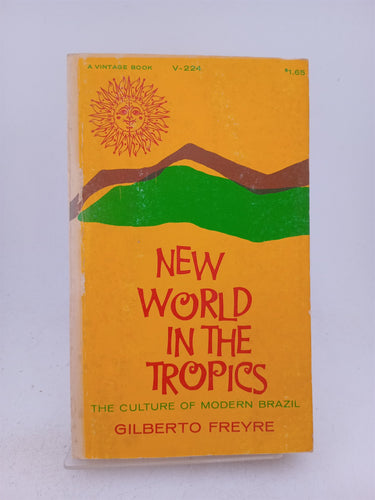 A VINTAGE BOOK V-224 $1.65
NEW
WORLD
IN THE
TROPICS
THE CULTURE OF MODERN BRAZIL
GILBERTO FREYRE